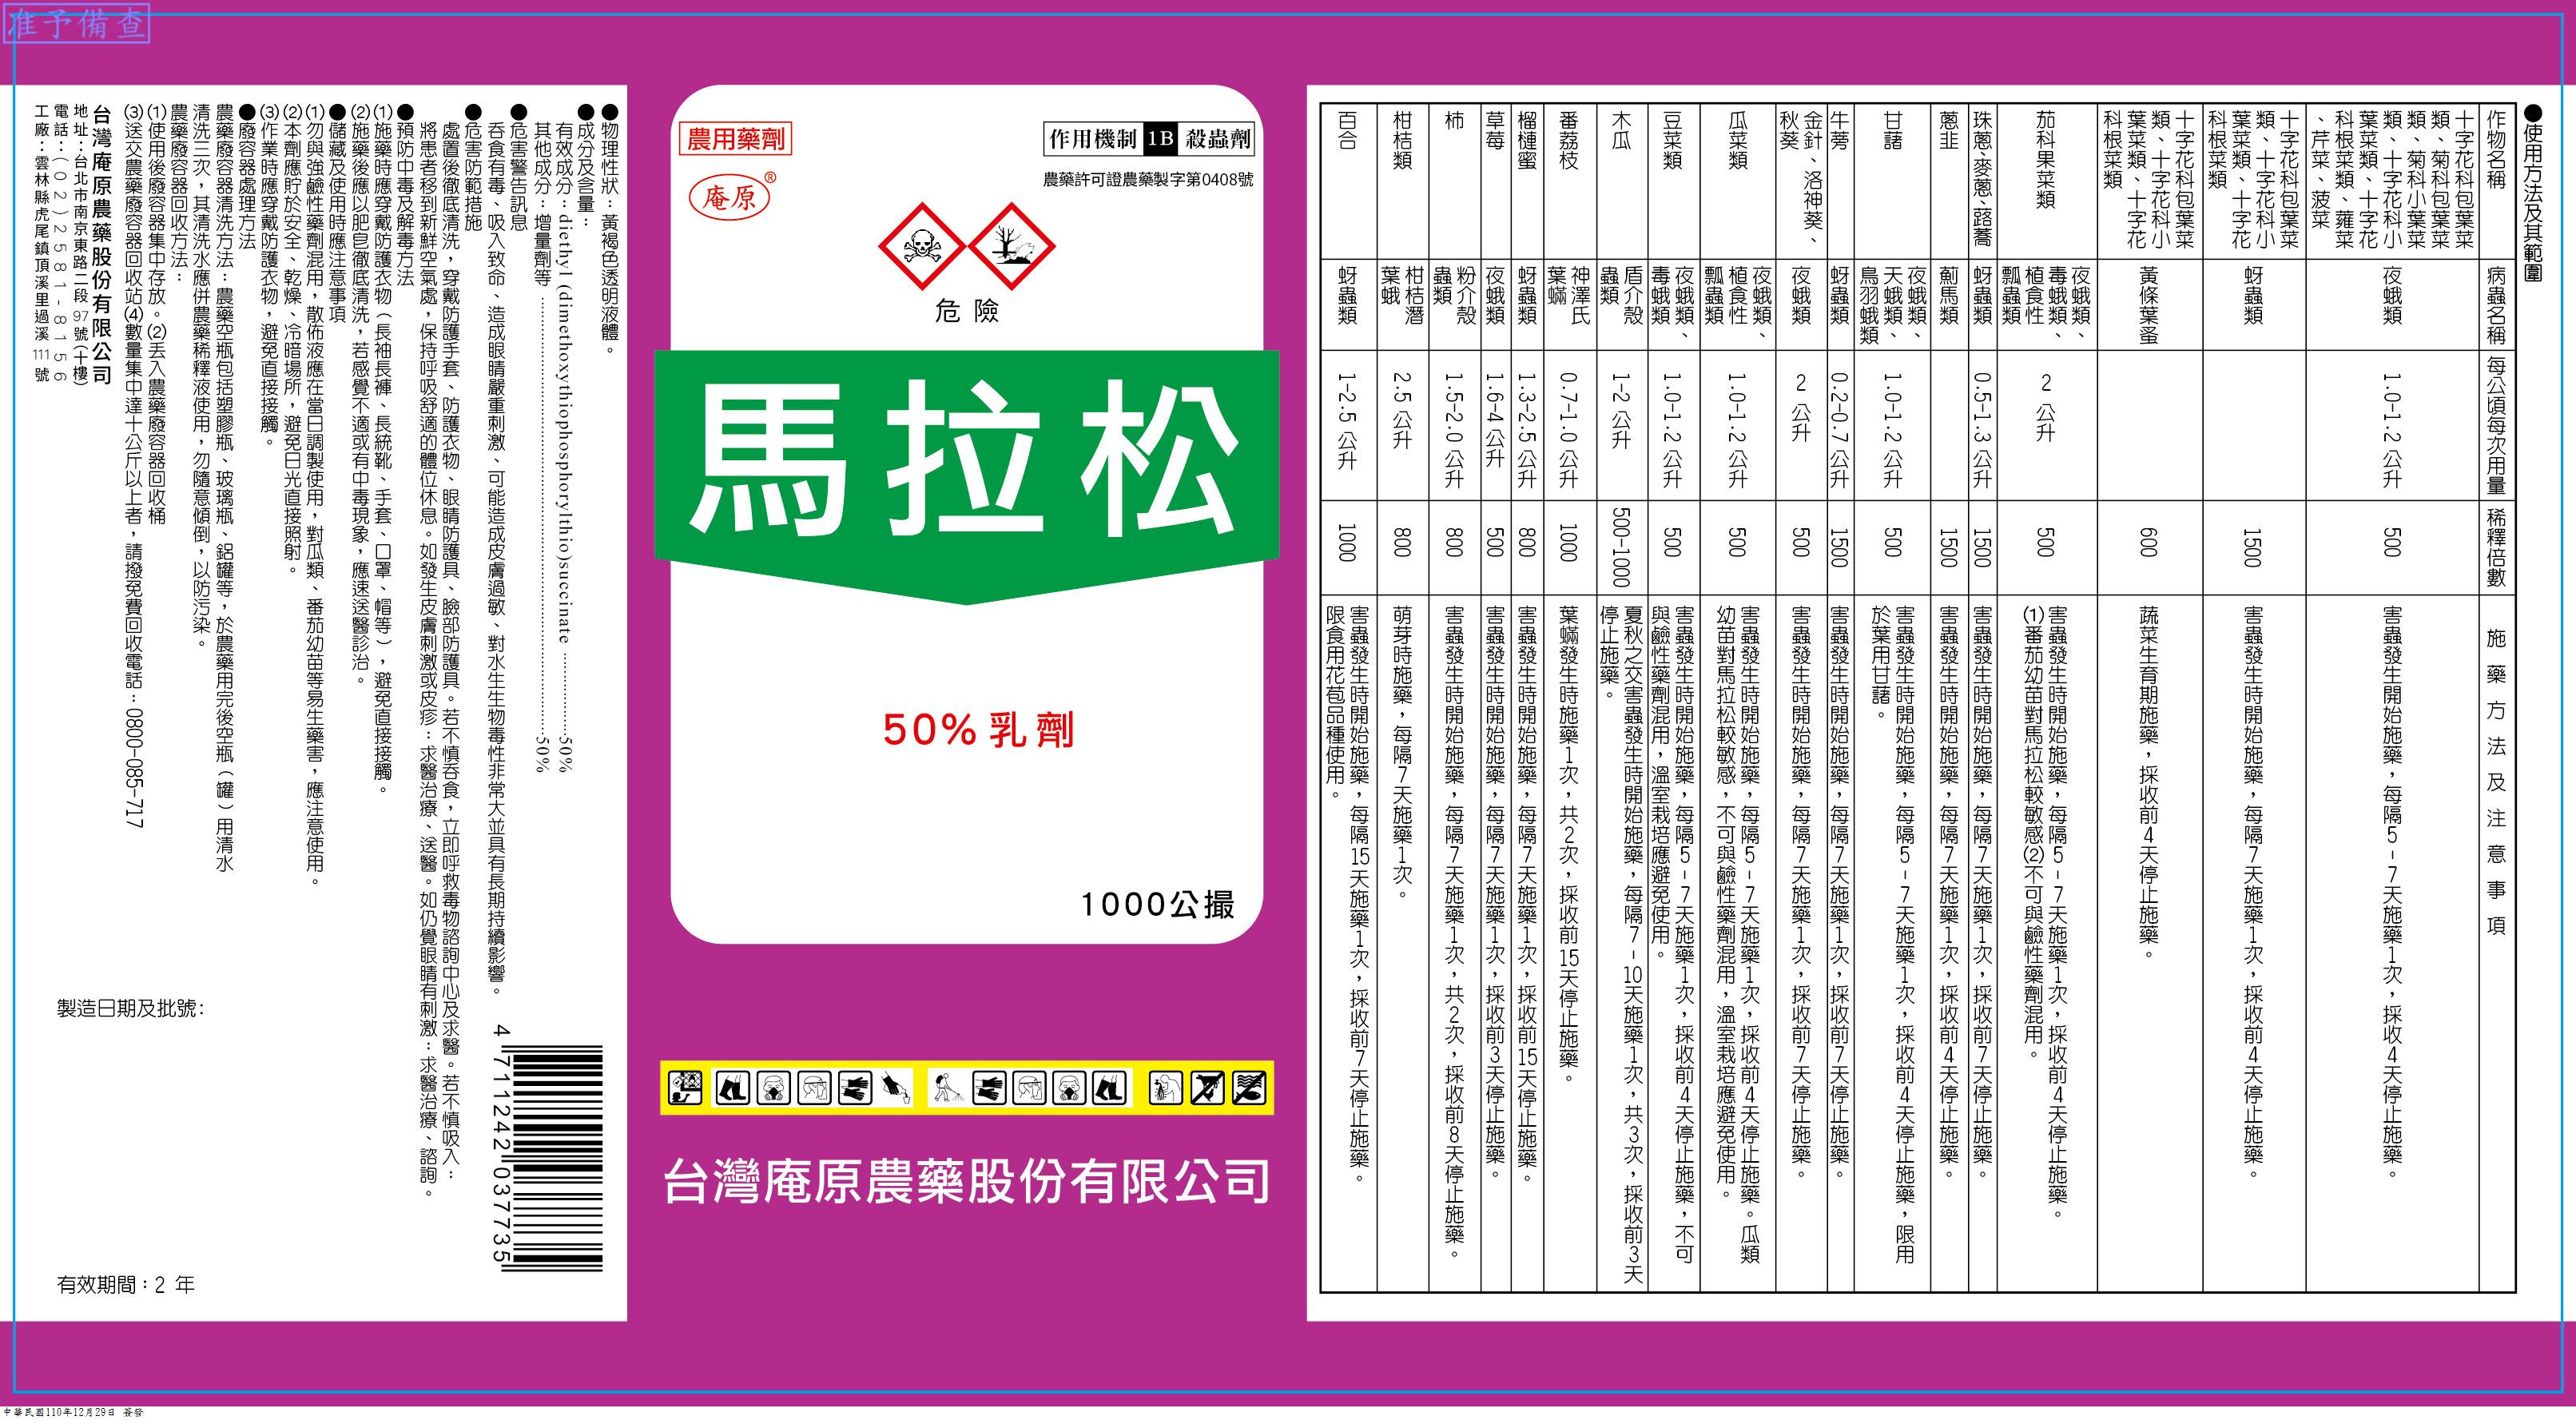 准予備查
●使用方法及其範圍
作物名稱 病蟲名稱 每公頃每次用量 稀釋倍數 施藥方法及注意事項
十字花科包葉菜
類、菊科包葉菜
類、菊科小葉菜
類、十字花科小
葉菜類、十字花
科根菜類、蕹菜
、芹菜、菠菜
夜蛾類
1.0-1.2 公升
500
害蟲發生開始施藥，每隔5-7天施藥1次，採收4天停止施藥。
十字花科包葉菜
類、十字花科小
葉菜類、十字花
科根菜類
蚜蟲類
1500
害蟲發生時開始施藥，每隔7天施藥1次，採收前4天停止施藥。
十字花科包葉菜
類、十字花科小
葉菜類、十字花
科根菜類
黃條葉蚤
600
蔬菜生育期施藥，採收前4天停止施藥。
茄科果菜類
夜蛾類、
毒蛾類、
植食性
瓢蟲類
2 公升
500
害蟲發生時開始施藥，每隔5-7天施藥1次，採收前4天停止施藥。
(1)番茄幼苗對馬拉松較敏感(2)不可與鹼性藥劑混用。
珠蔥、麥蔥、蕗蕎
蚜蟲類
0.5-1.3 公升
1500
害蟲發生時開始施藥，每隔7天施藥1次，採收前7天停止施藥。
蔥韭
薊馬類
1500
害蟲發生時開始施藥，每隔7天施藥1次，採收前4天停止施藥。
甘藷
夜蛾類、
天蛾類、
鳥羽蛾類
1.0-1.2 公升
500
害蟲發生時開始施藥，每隔5-7天施藥1次，採收前4天停止施藥，限用
於葉用甘藷。
牛蒡
蚜蟲類
0.2-0.7 公升
1500
害蟲發生時開始施藥，每隔7天施藥1次，採收前7天停止施藥。
金針、洛神葵、
秋葵
夜蛾類
2 公升
500
害蟲發生時開始施藥，每隔7天施藥1次，採收前7天停止施藥。
瓜菜類
夜蛾類、
植食性
瓢蟲類
1.0-1.2 公升
500
害蟲發生時開始施藥，每隔5-7天施藥1次，採收前4天停止施藥。瓜類
幼苗對馬拉松較敏感，不可與鹼性藥劑混用，溫室栽培應避免使用。
豆菜類
夜蛾類、
毒蛾類
1.0-1.2 公升
500
害蟲發生時開始施藥，每隔5-7天施藥1次，採收前4天停止施藥，不可
與鹼性藥劑混用，溫室栽培應避免使用。
木瓜
盾介殼
蟲類
1-2 公升
500-1000
夏秋之交害蟲發生時開始施藥，每隔7-10天施藥1次，共3次，採收前3天
停止施藥。
番荔枝
神澤氏
葉蟎
0.7-1.0 公升
1000
葉蟎發生時施藥1次，共2次，採收前15天停止施藥。
榴槤蜜
蚜蟲類
1.3-2.5 公升
800
害蟲發生時開始施藥，每隔7天施藥1次，採收前15天停止施藥。
草莓
夜蛾類
1.6-4 公升
500
害蟲發生時開始施藥，每隔7天施藥1次，採收前3天停止施藥。
柿
粉介殼
蟲類
1.5-2.0 公升
800
害蟲發生時開始施藥，每隔7天施藥1次，共2次，採收前8天停止施藥。
柑桔類
柑桔潛
葉蛾
2.5 公升
800
萌芽時施藥，每隔7天施藥1次。
百合
蚜蟲類
1-2.5 公升
1000
害蟲發生時開始施藥，每隔15天施藥1次，採收前7天停止施藥。
限食用花苞品種使用。
農用藥劑
庵原®
作用機制 1B 殺蟲劑
農藥許可證農藥製字第0408號
危險
馬拉松
50% 乳劑
1000公撮
台灣庵原農藥股份有限公司
●物理性狀：黃褐色透明液體。
●成分及含量：
有效成分：diethyl (dimethoxythiophosphorylthio)succinate ..............50%
其他成分：增量劑等 ..............50%
●危害警告訊息
吞食有毒、吸入致命、造成眼睛嚴重刺激、可能造成皮膚過敏、對水生生物毒性非常大並具有長期持續影響。
●危害防範措施
處置後徹底清洗，穿戴防護手套、防護衣物、眼睛防護具、臉部防護具。若不慎吞食，立即呼救毒物諮詢中心及求醫。若不慎吸入：
將患者移到新鮮空氣處，保持呼吸舒適的體位休息。如發生皮膚刺激或皮疹：求醫治療、送醫。如仍覺眼睛有刺激：求醫治療、諮詢。
●預防中毒及解毒方法
(1)施藥時應穿戴防護衣物（長袖長褲、長統靴、手套、口罩、帽等），避免直接接觸。
(2)施藥後應以肥皂徹底清洗，若感覺不適或有中毒現象，應速送醫診治。
●儲藏及使用時應注意事項
(1)勿與強鹼性藥劑混用，散佈液應在當日調製使用，對瓜類、番茄幼苗等易生藥害，應注意使用。
(2)本劑應貯於安全、乾燥、冷暗場所，避免日光直接照射。
(3)作業時應穿戴防護衣物，避免直接接觸。
●廢容器處理方法
農藥廢容器清洗方法：農藥空瓶包括塑膠瓶、玻璃瓶、鋁罐等，於農藥用完後空瓶（罐）用清水
清洗三次，其清洗水應併農藥稀釋液使用，勿隨意傾倒，以防污染。
農藥廢容器回收方法：
(1)使用後廢容器集中存放。(2)丟入農藥廢容器回收桶
(3)送交農藥廢容器回收站(4)數量集中達十公斤以上者，請撥免費回收電話：0800-085-717
台灣庵原農藥股份有限公司
地址：台北市南京東路二段97號(十樓)
電話：(02)2581-8156
工廠：雲林縣虎尾鎮頂溪里過溪111號
製造日期及批號：
有效期間：2 年
4 711242 037735
中華民國110年12月29日 簽發